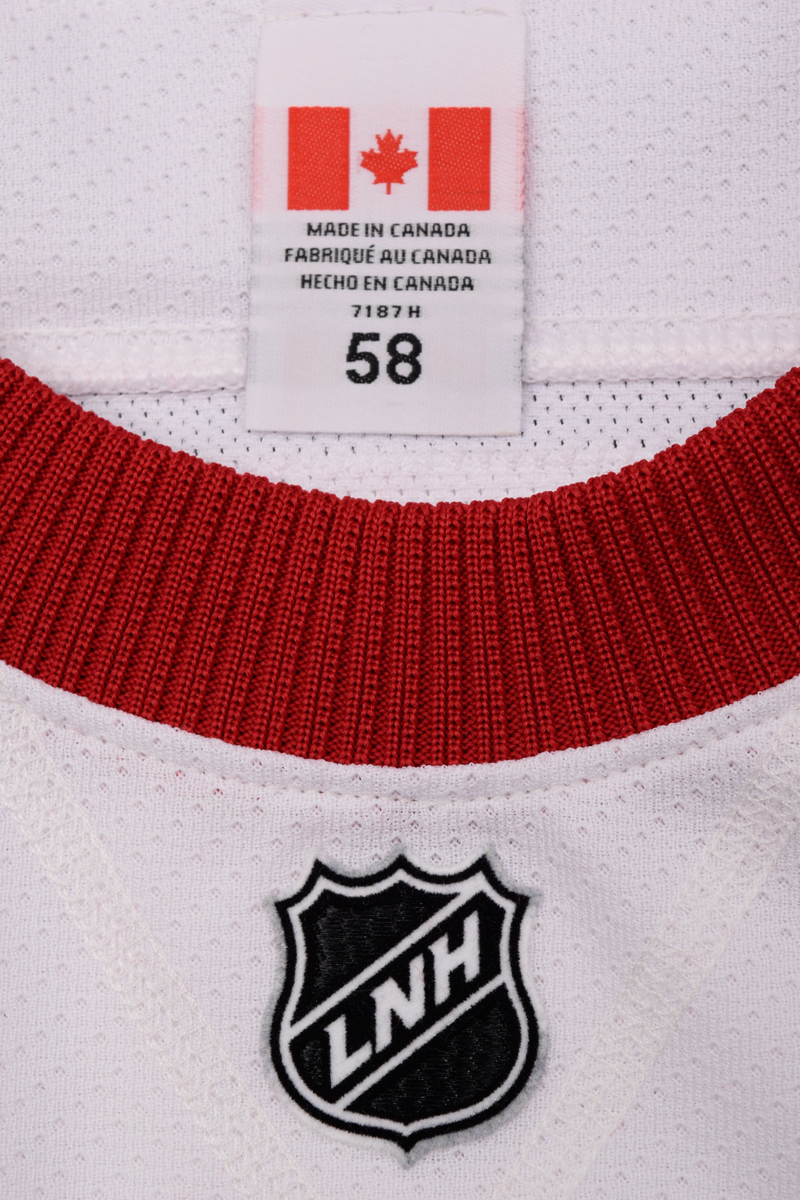 MADE IN CANADA
FABRIQUÉ AU CANADA
HECHO EN CANADA
7187 H
58
LNH